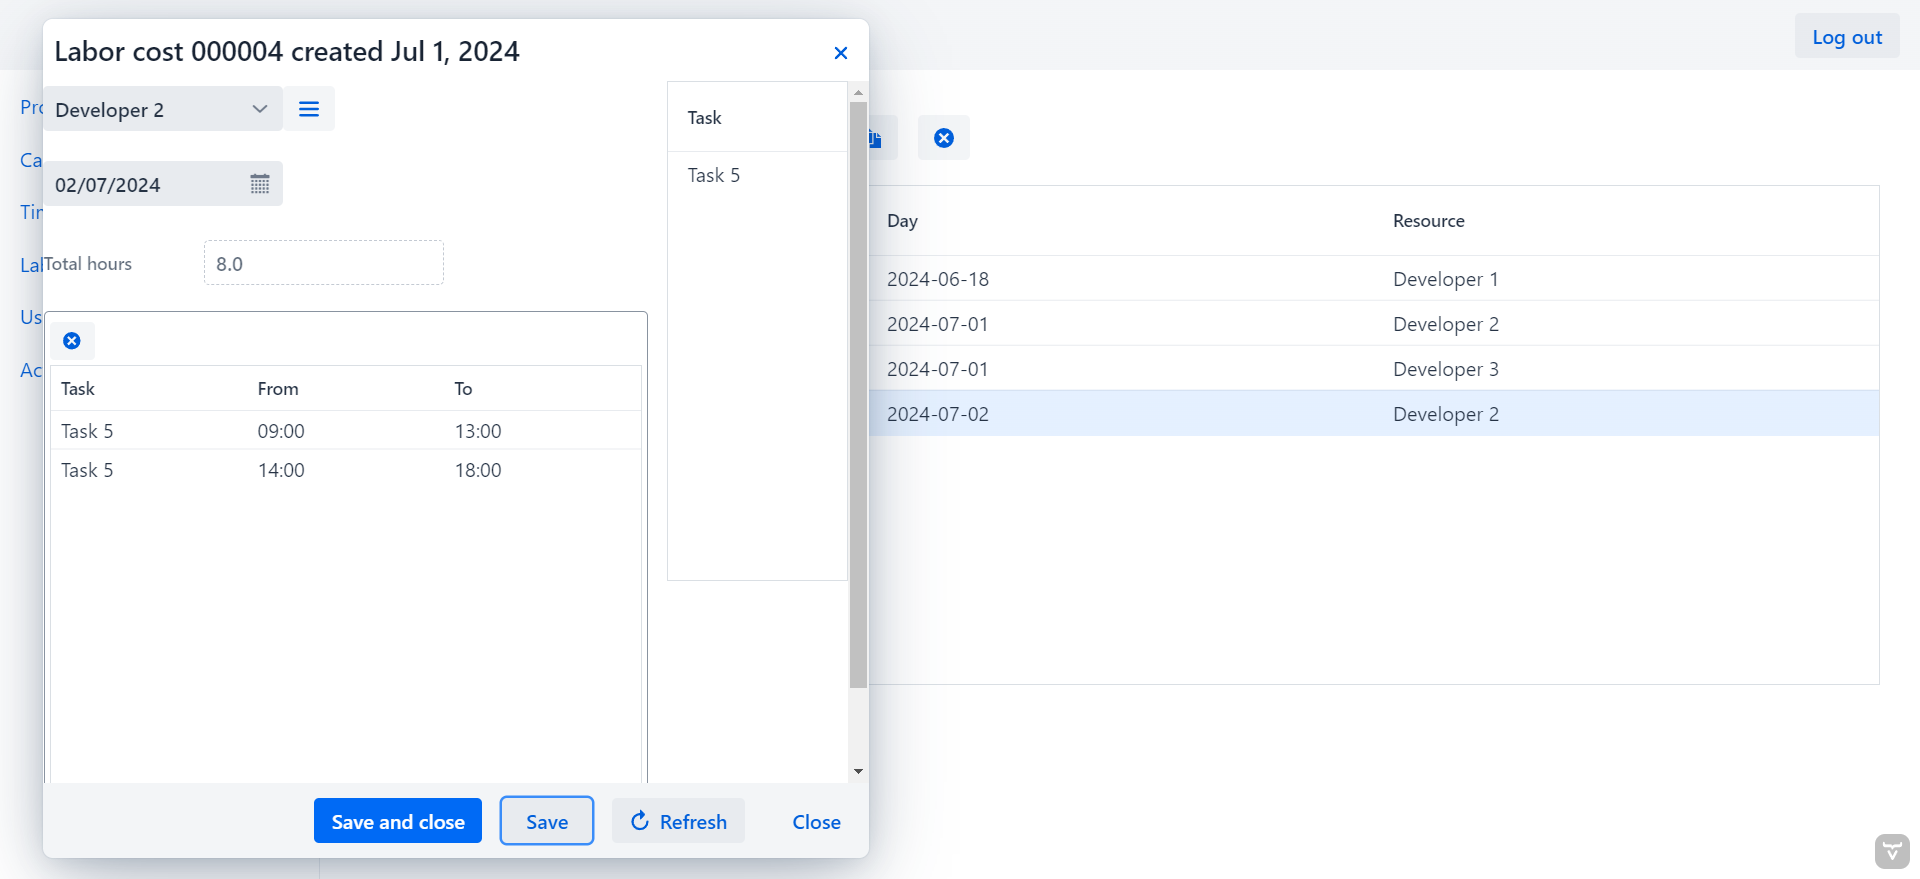 Log out
Labor cost 000004 created Jul 1, 2024
Pro
Developer 2
Task
Ca
Task 5
02/07/2024
Tim
Day Resource
Lab
Total hours 8.0
2024-06-18 Developer 1
Us
2024-07-01 Developer 2
Ac
2024-07-01 Developer 3
Task From To
2024-07-02 Developer 2
Task 5 09:00 13:00
Task 5 14:00 18:00
Save and close Save Refresh Close